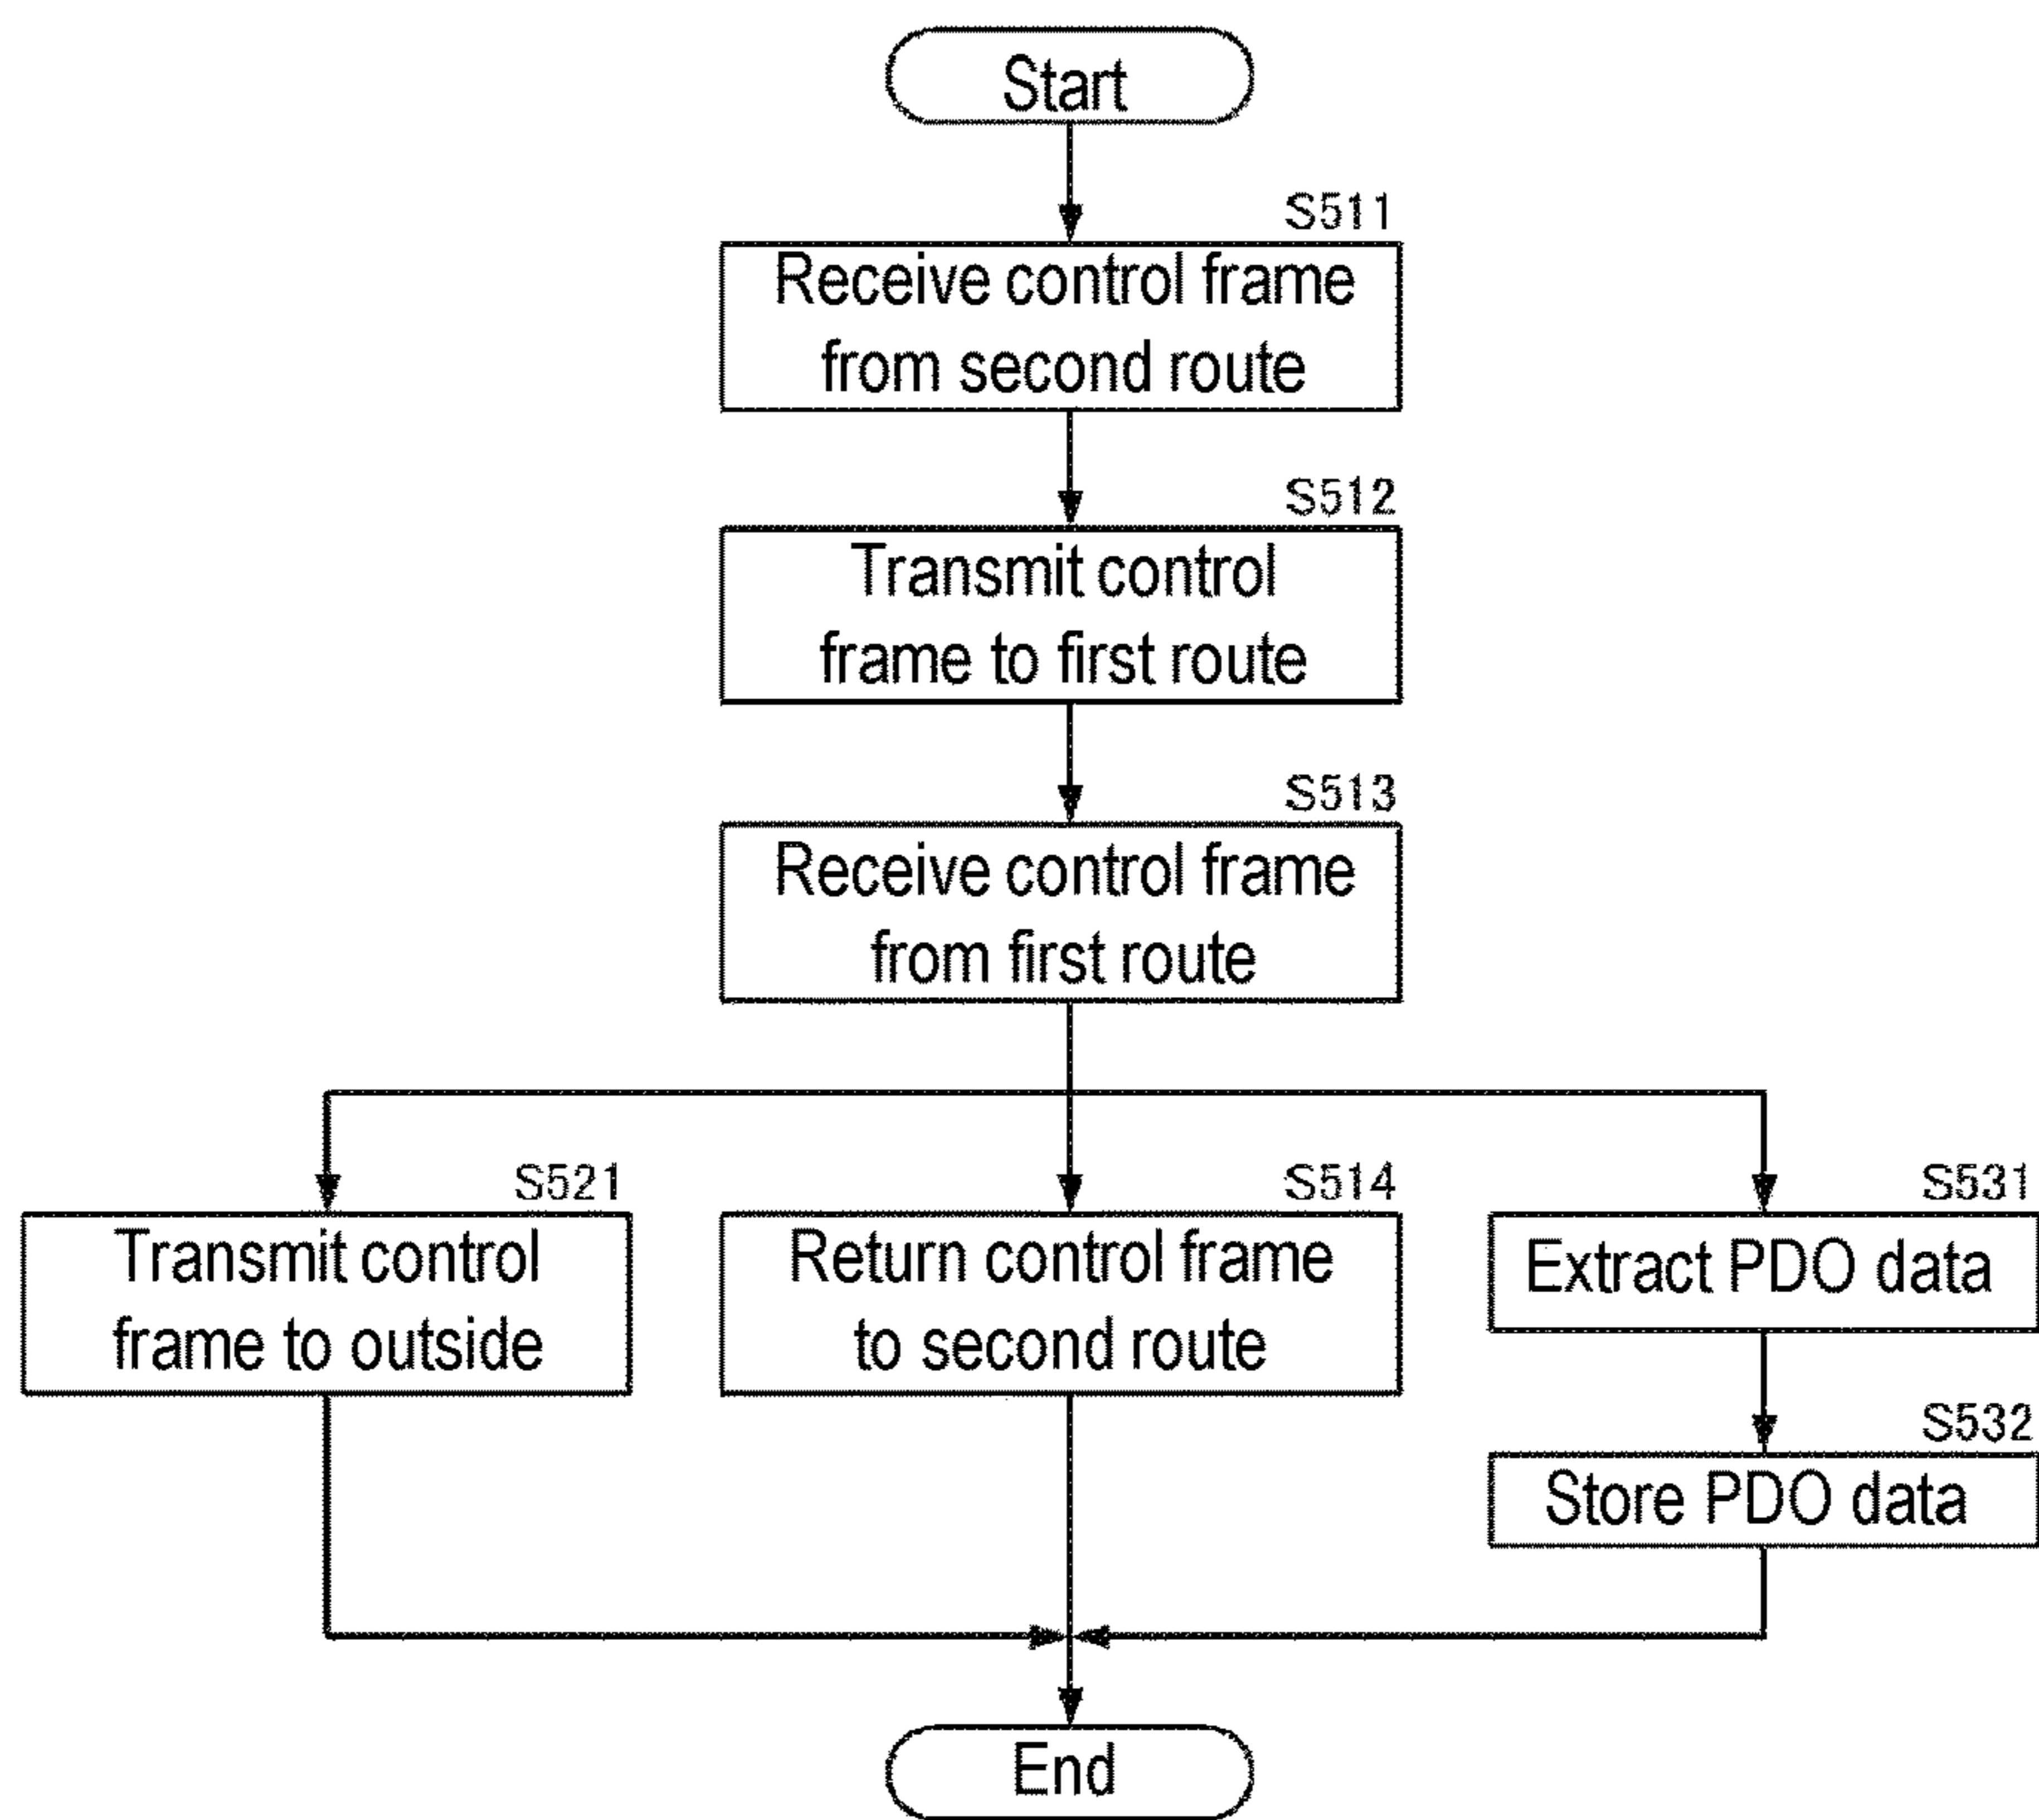 Start
S511
Receive control frame
from second route
S512
Transmit control
frame to first route
S513
Receive control frame
from first route
S521
Transmit control
frame to outside
S514
Return control frame
to second route
S531
Extract PDO data
S532
Store PDO data
End